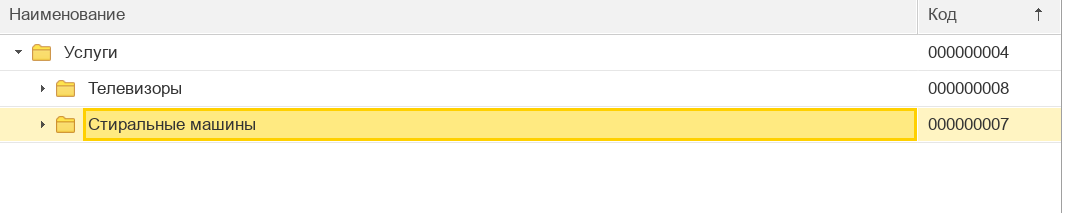 Наименование Код ↑
Услуги 000000004
Телевизоры 000000008
Стиральные машины 000000007